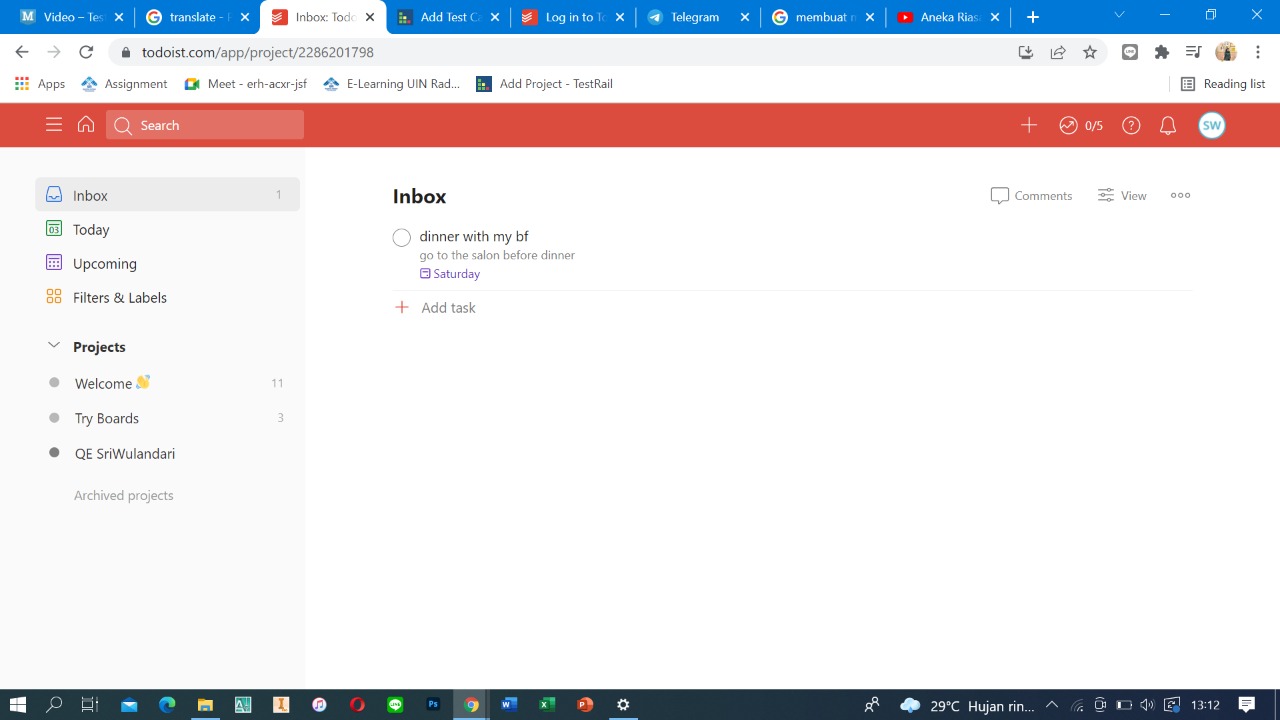 Video – Tes
translate - B
Inbox: Todo
Add Test Ca
Log in to To
Telegram
membuat n
Aneka Rias
todoist.com/app/project/2286201798
Apps
Assignment
Meet - erh-acxr-jsf
E-Learning UIN Rad...
Add Project - TestRail
Reading list
Search
0/5
SW
Inbox 1
03 Today
Upcoming
Filters & Labels
Projects
Welcome 👋 11
Try Boards 3
QE SriWulandari
Archived projects
Inbox
Comments
View
dinner with my bf
go to the salon before dinner
Saturday
Add task
29°C Hujan rin...
13:12